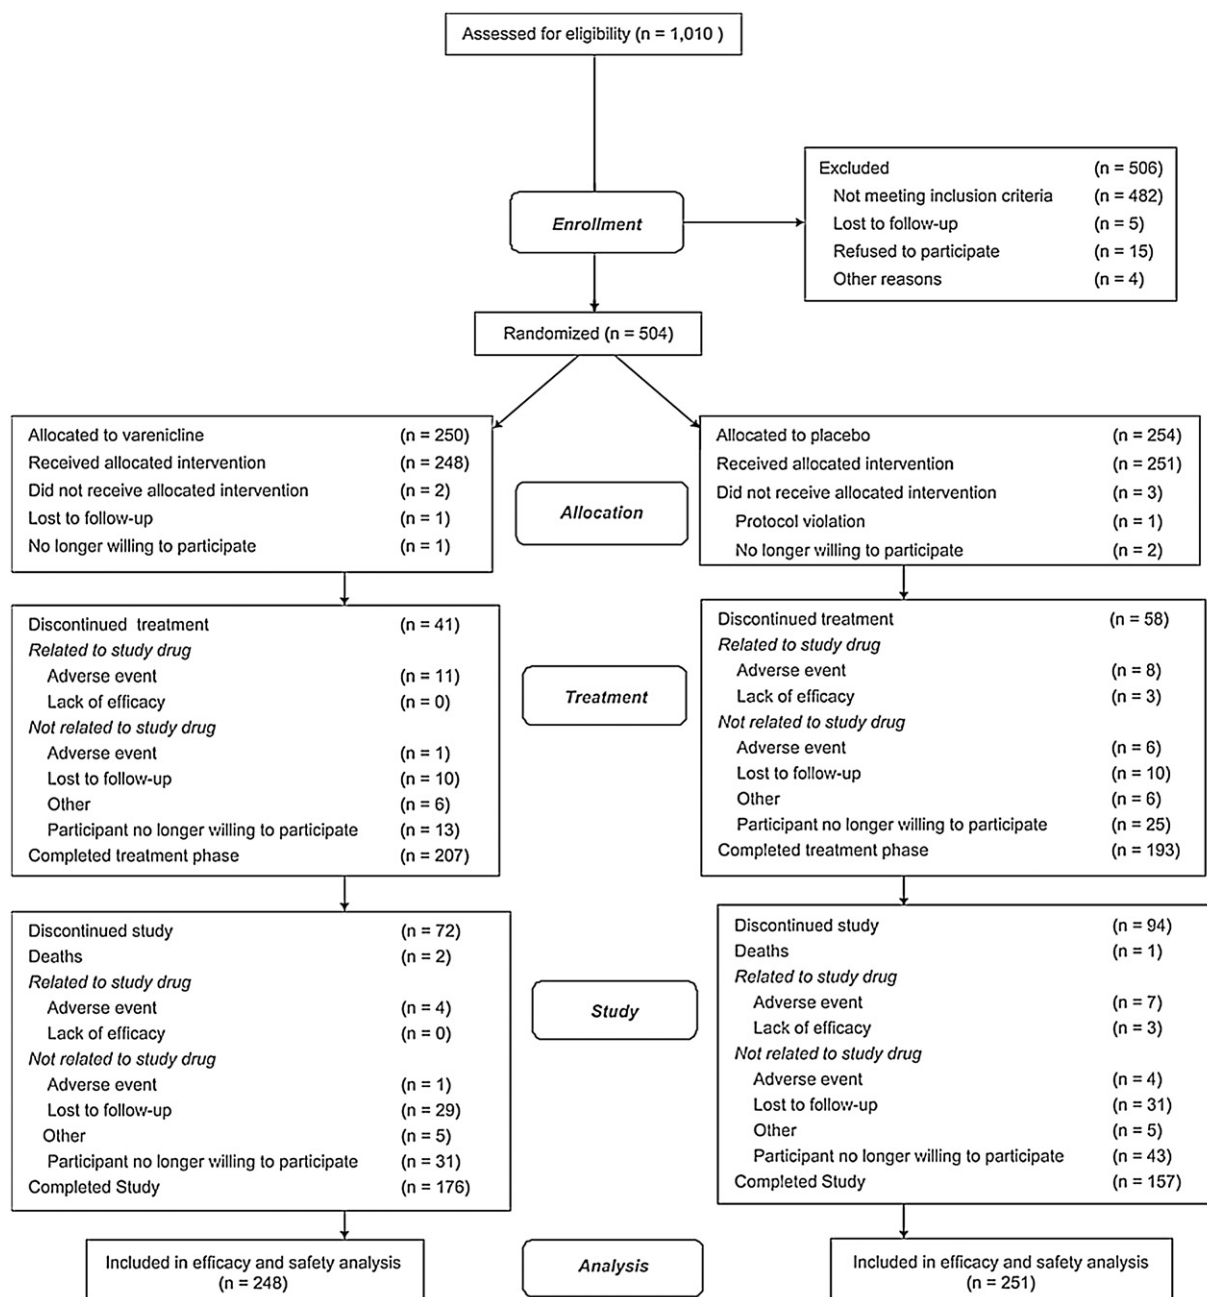 Assessed for eligibility (n = 1,010 )
Excluded (n = 506)
Not meeting inclusion criteria (n = 482)
Lost to follow-up (n = 5)
Refused to participate (n = 15)
Other reasons (n = 4)
Enrollment
Randomized (n = 504)
Allocated to varenicline (n = 250)
Received allocated intervention (n = 248)
Did not receive allocated intervention (n = 2)
Lost to follow-up (n = 1)
No longer willing to participate (n = 1)
Allocation
Allocated to placebo (n = 254)
Received allocated intervention (n = 251)
Did not receive allocated intervention (n = 3)
Protocol violation (n = 1)
No longer willing to participate (n = 2)
Discontinued treatment (n = 41)
Related to study drug
Adverse event (n = 11)
Lack of efficacy (n = 0)
Not related to study drug
Adverse event (n = 1)
Lost to follow-up (n = 10)
Other (n = 6)
Participant no longer willing to participate (n = 13)
Completed treatment phase (n = 207)
Treatment
Discontinued treatment (n = 58)
Related to study drug
Adverse event (n = 8)
Lack of efficacy (n = 3)
Not related to study drug
Adverse event (n = 6)
Lost to follow-up (n = 10)
Other (n = 6)
Participant no longer willing to participate (n = 25)
Completed treatment phase (n = 193)
Discontinued study (n = 72)
Deaths (n = 2)
Related to study drug
Adverse event (n = 4)
Lack of efficacy (n = 0)
Not related to study drug
Adverse event (n = 1)
Lost to follow-up (n = 29)
Other (n = 5)
Participant no longer willing to participate (n = 31)
Completed Study (n = 176)
Study
Discontinued study (n = 94)
Deaths (n = 1)
Related to study drug
Adverse event (n = 7)
Lack of efficacy (n = 3)
Not related to study drug
Adverse event (n = 4)
Lost to follow-up (n = 31)
Other (n = 5)
Participant no longer willing to participate (n = 43)
Completed Study (n = 157)
Included in efficacy and safety analysis
(n = 248)
Analysis
Included in efficacy and safety analysis
(n = 251)